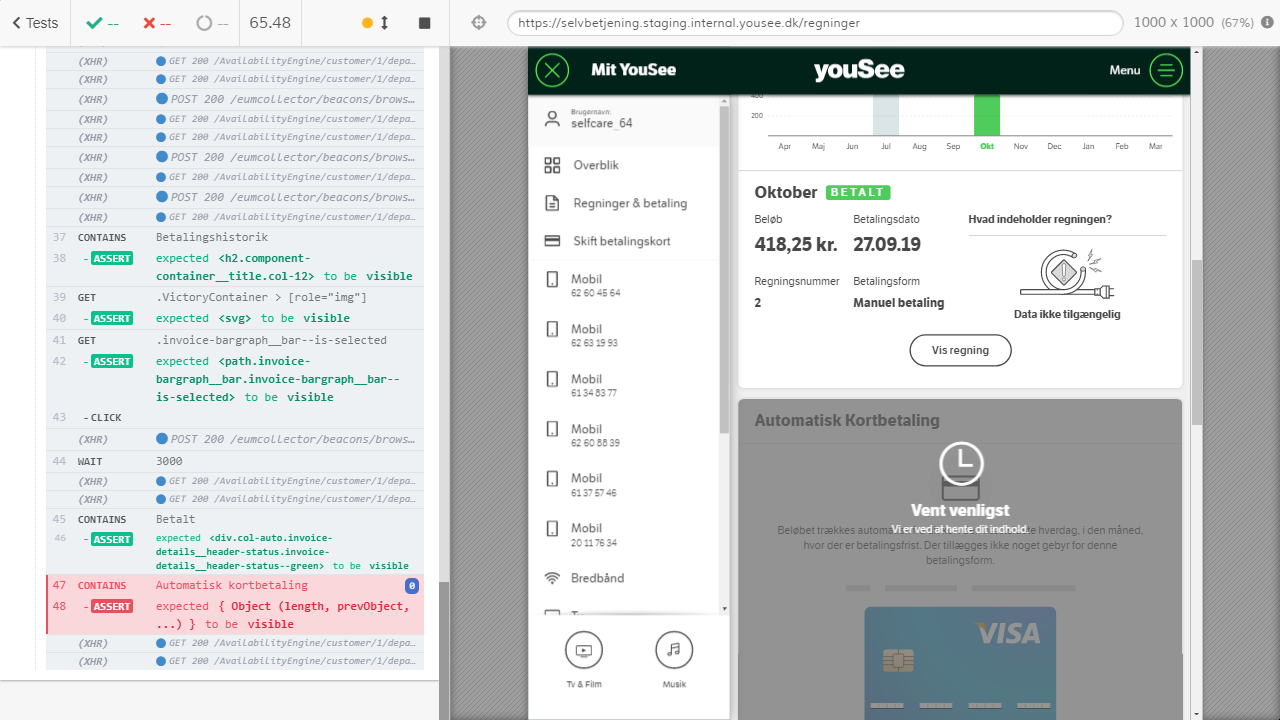 Tests
--
--
--
65.48
https://selvbetjening.staging.internal.yousee.dk/regninger
1000 x 1000 (67%)
(XHR) GET 200 /AvailabilityEngine/customer/1/depa...
(XHR) GET 200 /AvailabilityEngine/customer/1/depa...
(XHR) POST 200 /eumcollector/beacons/brows...
(XHR) GET 200 /AvailabilityEngine/customer/1/depa...
(XHR) GET 200 /AvailabilityEngine/customer/1/depa...
(XHR) POST 200 /eumcollector/beacons/brows...
(XHR) GET 200 /AvailabilityEngine/customer/1/depa...
(XHR) POST 200 /eumcollector/beacons/brows...
(XHR) GET 200 /AvailabilityEngine/customer/1/depa...
37 CONTAINS Betalingshistorik
38 -ASSERT expected <h2.component-
container__title.col-12> to be visible
39 GET .VictoryContainer > [role="img"]
40 -ASSERT expected <svg> to be visible
41 GET .invoice-bargraph__bar--is-selected
42 -ASSERT expected <path.invoice-
bargraph__bar.invoice-bargraph__bar--
is-selected> to be visible
43 -CLICK
(XHR) POST 200 /eumcollector/beacons/brows...
44 WAIT 3000
(XHR) GET 200 /AvailabilityEngine/customer/1/depa...
(XHR) GET 200 /AvailabilityEngine/customer/1/depa...
45 CONTAINS Betalt
46 -ASSERT expected <div.col-auto.invoice-
details__header-status.invoice-
details__header-status--green> to be visible
47 CONTAINS Automatisk kortbetaling 0
48 -ASSERT expected { Object (length, prevObject,
...) } to be visible
(XHR) GET 200 /AvailabilityEngine/customer/1/depa...
(XHR) GET 200 /AvailabilityEngine/customer/1/depa...
Mit YouSee
youSee
Menu
Brugernavn:
selfcare_64
Overblik
Regninger & betaling
Skift betalingskort
Mobil
62 60 45 64
Mobil
62 63 19 93
Mobil
61 34 83 77
Mobil
62 60 88 39
Mobil
61 37 57 46
Mobil
20 11 76 34
Bredbånd
Tv & Film
Musik
400
200
Apr Maj Jun Jul Aug Sep Okt Nov Dec Jan Feb Mar
Oktober BETALT
Beløb
418,25 kr.
Betalingsdato
27.09.19
Regningsnummer
2
Betalingsform
Manuel betaling
Hvad indeholder regningen?
Data ikke tilgængelig
Vis regning
Automatisk Kortbetaling
Vent venligst
Vi er ved at hente dit indhold.
Beløbet trækkes hverdag, i den måned,
hvor der er betalingsfrist. Der tillægges ikke noget gebyr for denne
betalingsform.
VISA